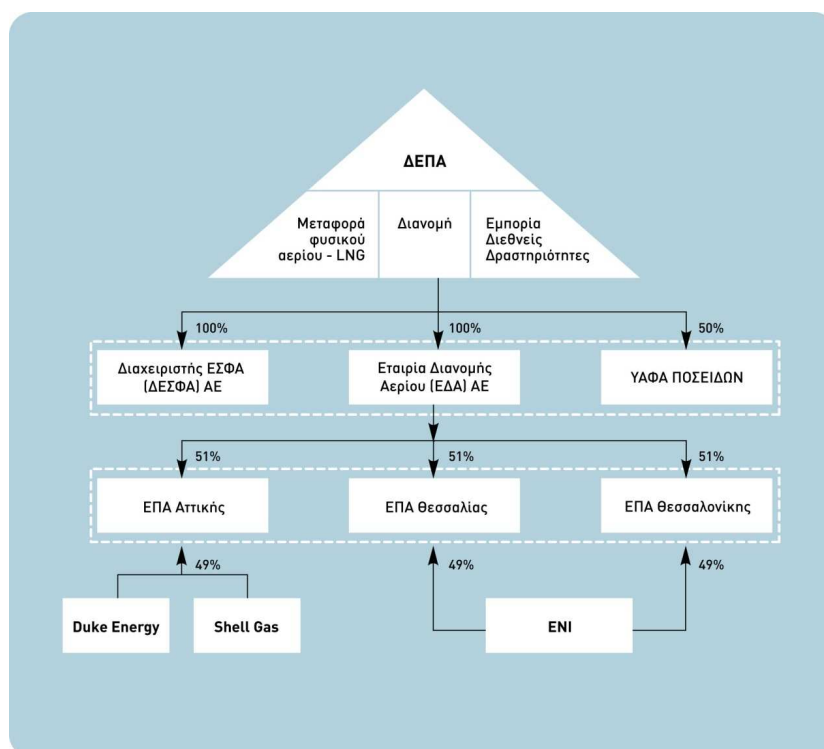 ΔΕΠΑ
Μεταφορά
φυσικού
αερίου - LNG
Διανομή
Εμπορία
Διεθνείς
Δραστηριότητες
100%
100%
50%
Διαχειριστής ΕΣΦΑ
(ΔΕΣΦΑ) ΑΕ
Εταιρία Διανομής
Αερίου (ΕΔΑ) ΑΕ
ΥΑΦΑ ΠΟΣΕΙΔΩΝ
51%
51%
51%
ΕΠΑ Αττικής
ΕΠΑ Θεσσαλίας
ΕΠΑ Θεσσαλονίκης
49%
49%
49%
Duke Energy
Shell Gas
ENI